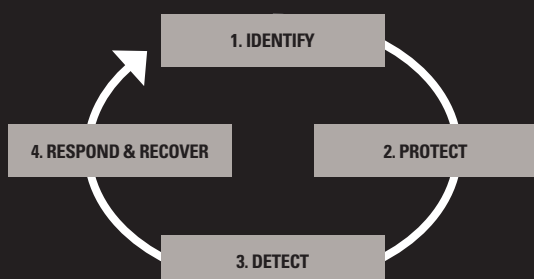 1. IDENTIFY
2. PROTECT
3. DETECT
4. RESPOND & RECOVER